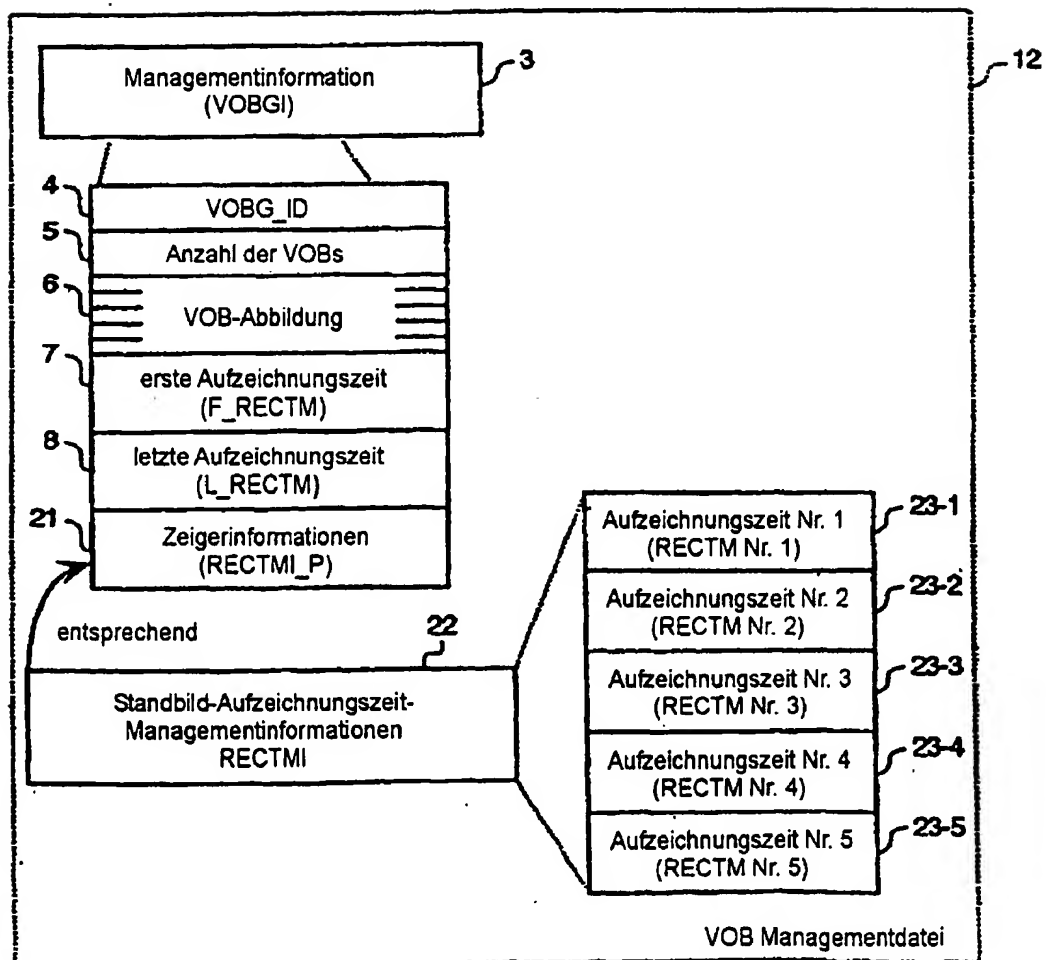 Managementinformation
(VOBGI)
3
12
4
VOBG_ID
5
Anzahl der VOBs
6
VOB-Abbildung
7
erste Aufzeichnungszeit
(F_RECTM)
8
letzte Aufzeichnungszeit
(L_RECTM)
21
Zeigerinformationen
(RECTMI_P)
entsprechend
22
Standbild-Aufzeichnungszeit-
Managementinformationen
RECTMI
Aufzeichnungszeit Nr. 1
(RECTM Nr. 1)
23-1
Aufzeichnungszeit Nr. 2
(RECTM Nr. 2)
23-2
Aufzeichnungszeit Nr. 3
(RECTM Nr. 3)
23-3
Aufzeichnungszeit Nr. 4
(RECTM Nr. 4)
23-4
Aufzeichnungszeit Nr. 5
(RECTM Nr. 5)
23-5
VOB Managementdatei